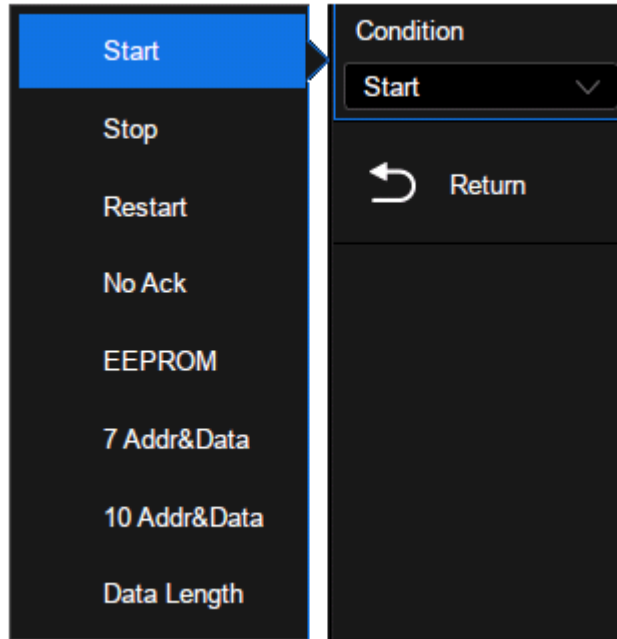 Start
Stop
Restart
No Ack
EEPROM
7 Addr&Data
10 Addr&Data
Data Length
Condition
Start
Return